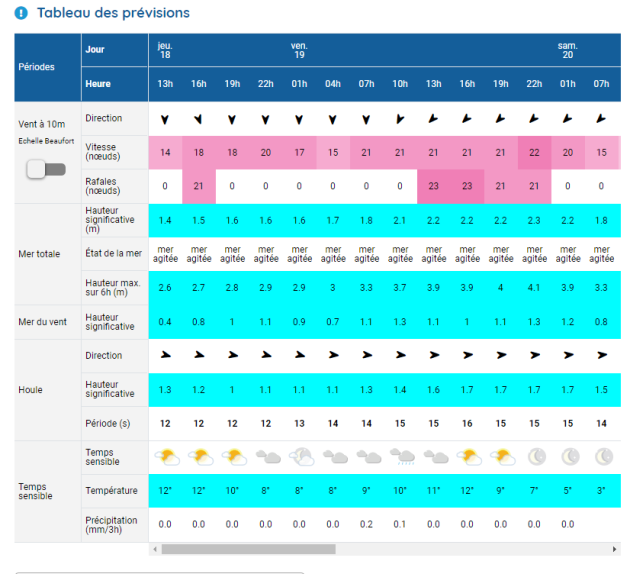 Tableau des prévisions
Périodes
Jour
jeu. 18
ven. 19
sam. 20
Heure 13h 16h 19h 22h 01h 04h 07h 10h 13h 16h 19h 22h 01h 07h
Vent à 10m
Echelle Beaufort
Direction
Vitesse (nœuds) 14 18 18 20 17 15 21 21 21 21 21 22 20 15
Rafales (nœuds) 0 21 0 0 0 0 0 0 23 23 21 21 0 0
Mer totale
Hauteur significative (m) 1.4 1.5 1.6 1.6 1.6 1.7 1.8 2.1 2.2 2.2 2.2 2.3 2.2 1.8
État de la mer mer agitée mer agitée mer agitée mer agitée mer agitée mer agitée mer agitée mer agitée mer agitée mer agitée mer agitée mer agitée mer agitée mer agitée
Hauteur max. sur 6h (m) 2.6 2.7 2.8 2.9 2.9 3 3.3 3.7 3.9 3.9 4 4.1 3.9 3.3
Mer du vent
Hauteur significative 0.4 0.8 1 1.1 0.9 0.7 1.1 1.3 1.1 1 1.1 1.3 1.2 0.8
Houle
Direction
Hauteur significative 1.3 1.2 1 1.1 1.1 1.1 1.3 1.4 1.6 1.7 1.7 1.7 1.7 1.5
Période (s) 12 12 12 12 13 14 14 15 15 16 15 15 15 14
Temps sensible
Temps sensible
Température 12° 12° 10° 8° 8° 8° 9° 10° 11° 12° 9° 7° 5° 3°
Précipitation (mm/3h) 0.0 0.0 0.0 0.0 0.0 0.0 0.2 0.1 0.0 0.0 0.0 0.0 0.0